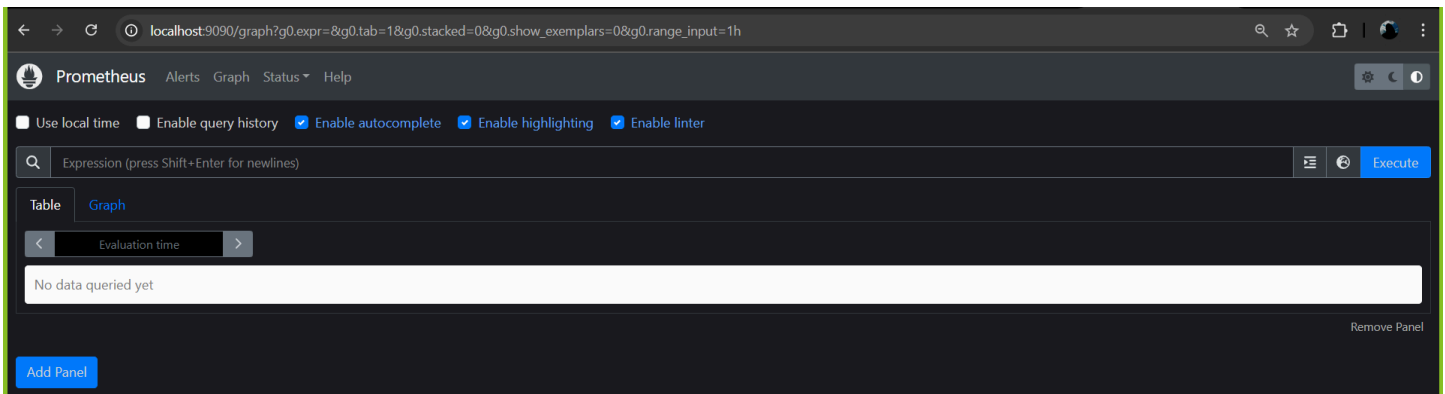 localhost:9090/graph?g0.expr=&g0.tab=1&g0.stacked=0&g0.show_exemplars=0&g0.range_input=1h
Prometheus Alerts Graph Status Help
Use local time Enable query history Enable autocomplete Enable highlighting Enable linter
Expression (press Shift+Enter for newlines) Execute
Table Graph
Evaluation time
No data queried yet
Remove Panel
Add Panel